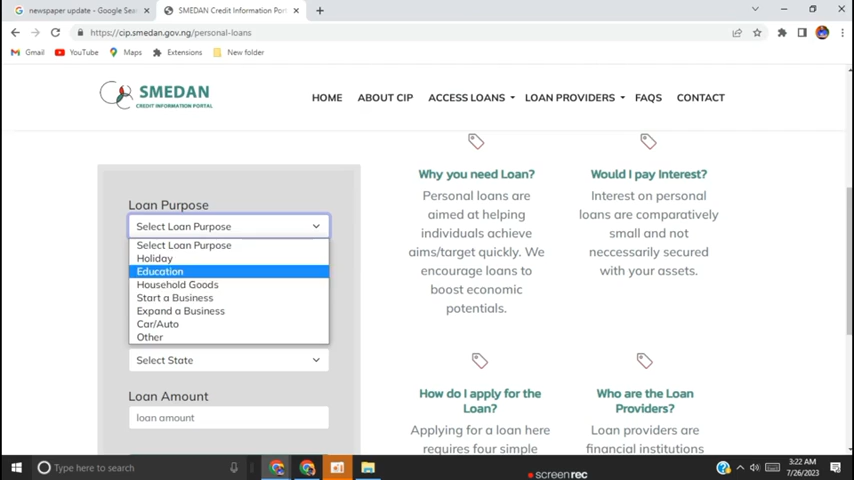 newspaper update - Google Sea
SMEDAN Credit Information Port
https://cip.smedan.gov.ng/personal-loans
Gmail
YouTube
Maps
Extensions
New folder
SMEDAN
CREDIT INFORMATION PORTAL
HOME
ABOUT CIP
ACCESS LOANS
LOAN PROVIDERS
FAQS
CONTACT
Loan Purpose
Select Loan Purpose
Select Loan Purpose
Holiday
Education
Household Goods
Start a Business
Expand a Business
Car/Auto
Other
Select State
Loan Amount
loan amount
Why you need Loan?
Personal loans are
aimed at helping
individuals achieve
aims/target quickly. We
encourage loans to
boost economic
potentials.
Would I pay Interest?
Interest on personal
loans are comparatively
small and not
neccessarily secured
with your assets.
How do I apply for the
Loan?
Applying for a loan here
requires four simple
Who are the Loan
Providers?
Loan providers are
financial institutions
Type here to search
screenrec
3:22 AM
7/26/2023